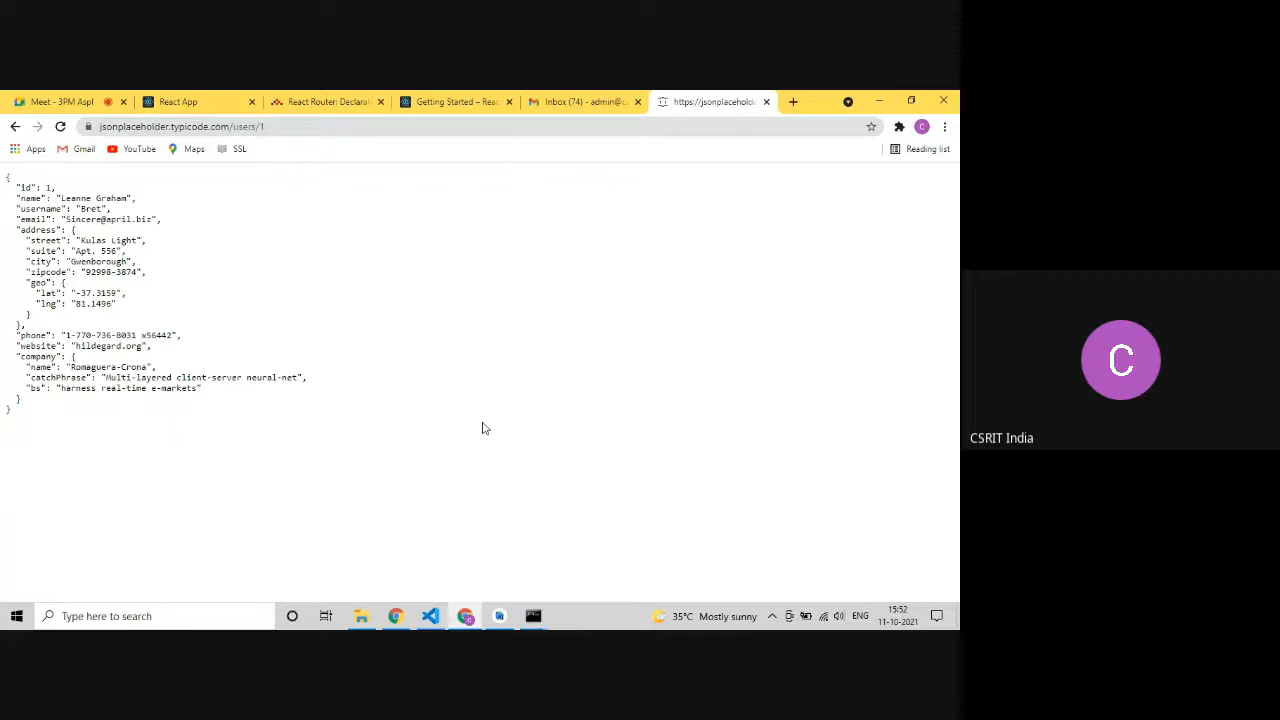 Meet - 3PM Aspl
React App
React Router: Declarat
Getting Started – Reac
Inbox (74) - admin@c
https://jsonplacehold
jsonplaceholder.typicode.com/users/1
Apps
Gmail
YouTube
Maps
SSL
Reading list
{
"id": 1,
"name": "Leanne Graham",
"username": "Bret",
"email": "Sincere@april.biz",
"address": {
"street": "Kulas Light",
"suite": "Apt. 556",
"city": "Gwenborough",
"zipcode": "92998-3874",
"geo": {
"lat": "-37.3159",
"lng": "81.1496"
}
},
"phone": "1-770-736-8031 x56442",
"website": "hildegard.org",
"company": {
"name": "Romaguera-Crona",
"catchPhrase": "Multi-layered client-server neural-net",
"bs": "harness real-time e-markets"
}
}
C
CSRIT India
Type here to search
35°C Mostly sunny
ENG
15:52
11-10-2021